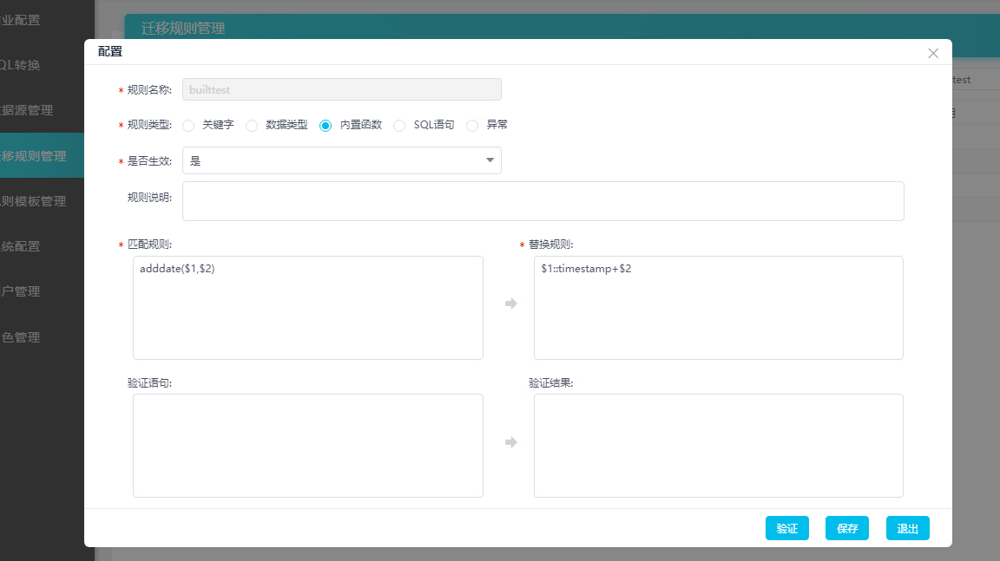 业配置
QL转换
据源管理
移规则管理
则模板管理
统配置
户管理
色管理
迁移规则管理
test
配置
* 规则名称: builttest
* 规则类型: 关键字 数据类型 内置函数 SQL语句 异常
* 是否生效: 是
规则说明:
* 匹配规则: * 替换规则:
adddate($1,$2) $1::timestamp+$2
验证语句: 验证结果:
验证 保存 退出